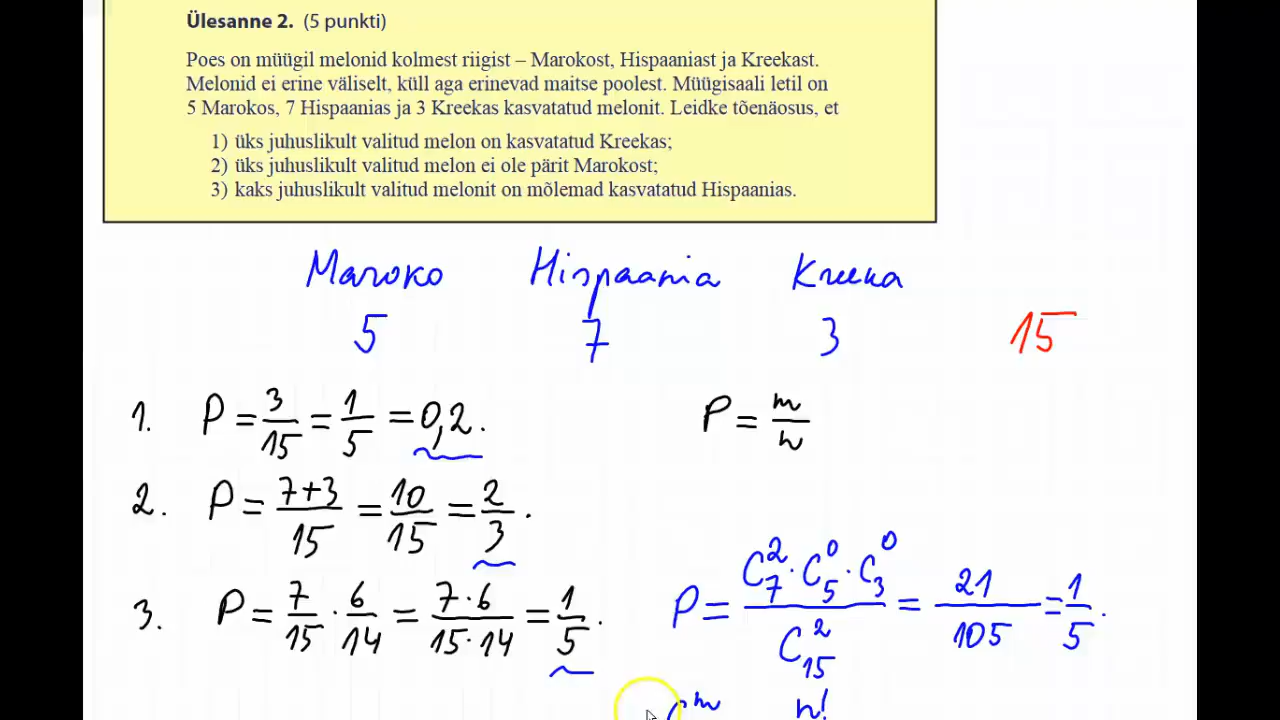 Ülesanne 2. (5 punkti)
Poes on müügil melonid kolmest riigist – Marokost, Hispaaniast ja Kreekast.
Melonid ei erine väliselt, küll aga erinevad maitse poolest. Müügisaali letil on
5 Marokos, 7 Hispaanias ja 3 Kreekas kasvatatud melonit. Leidke tõenäosus, et
1) üks juhuslikult valitud melon on kasvatatud Kreekas;
2) üks juhuslikult valitud melon ei ole pärit Marokost;
3) kaks juhuslikult valitud melonit on mõlemad kasvatatud Hispaanias.
Maroko Hispaania Kreeka
5 7 3 15
1. P = 3/15 = 1/5 = 0,2. P = m/n
2. P = 7+3/15 = 10/15 = 2/3.
3. P = 7/15 · 6/14 = 7·6/15·14 = 1/5. P = C₇² · C₅⁰ · C₃⁰ / C₁₅² = 21/105 = 1/5.
m n!